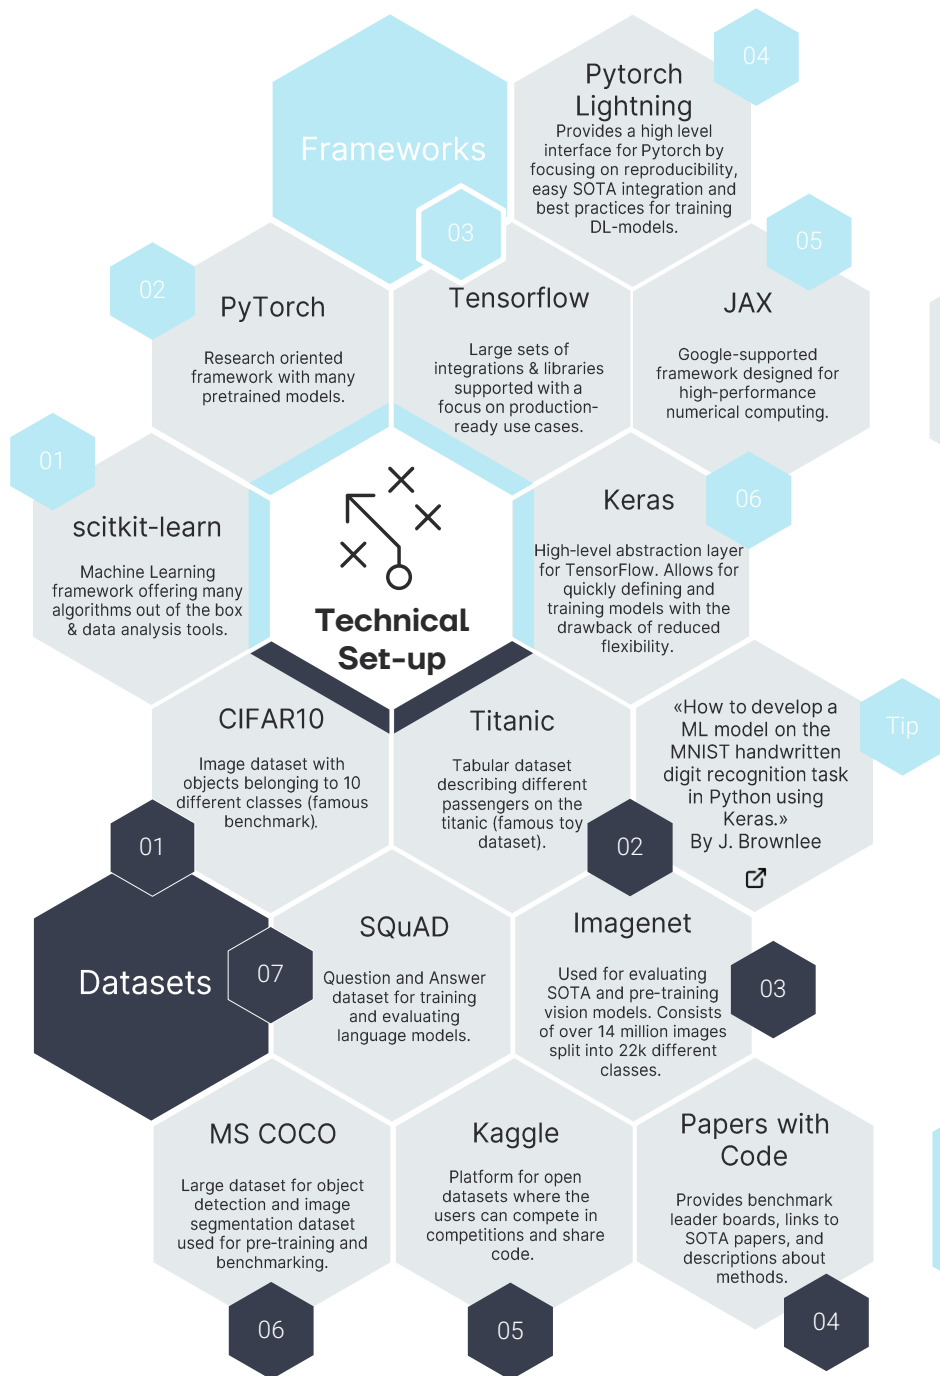 Frameworks
04
Pytorch
Lightning
Provides a high level
interface for Pytorch by
focusing on reproducibility,
easy SOTA integration and
best practices for training
DL-models.
03
Tensorflow
Large sets of
integrations & libraries
supported with a
focus on production-
ready use cases.
05
JAX
Google-supported
framework designed for
high-performance
numerical computing.
02
PyTorch
Research oriented
framework with many
pretrained models.
01
scitkit-learn
Machine Learning
framework offering many
algorithms out of the box
& data analysis tools.
Technical
Set-up
06
Keras
High-level abstraction layer
for TensorFlow. Allows for
quickly defining and
training models with the
drawback of reduced
flexibility.
CIFAR10
Image dataset with
objects belonging to 10
different classes (famous
benchmark).
01
Titanic
Tabular dataset
describing different
passengers on the
titanic (famous toy
dataset).
02
Tip
«How to develop a
ML model on the
MNIST handwritten
digit recognition task
in Python using
Keras.»
By J. Brownlee
Datasets
07
SQuAD
Question and Answer
dataset for training
and evaluating
language models.
Imagenet
Used for evaluating
SOTA and pre-training
vision models. Consists
of over 14 million images
split into 22k different
classes.
03
MS COCO
Large dataset for object
detection and image
segmentation dataset
used for pre-training and
benchmarking.
06
Kaggle
Platform for open
datasets where the
users can compete in
competitions and share
code.
05
Papers with
Code
Provides benchmark
leader boards, links to
SOTA papers, and
descriptions about
methods.
04